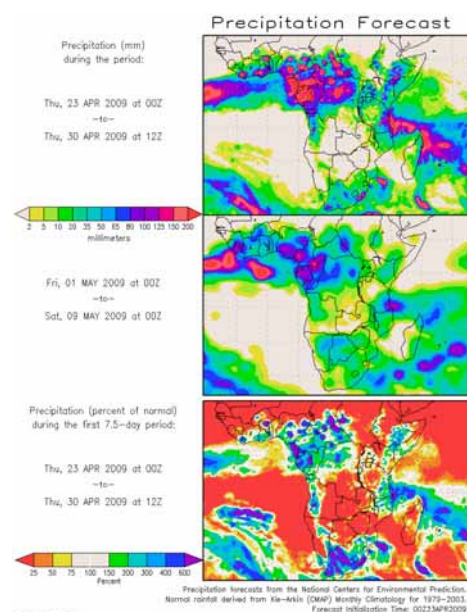 Precipitation Forecast
Precipitation (mm)
during the period:
Thu, 23 APR 2009 at 00Z
-to-
Thu, 30 APR 2009 at 12Z
2 5 10 20 35 50 65 80 100 125 150 200
millimeters
Fri, 01 MAY 2009 at 00Z
-to-
Sat, 09 MAY 2009 at 00Z
Precipitation (percent of normal)
during the first 7.5-day period:
Thu, 23 APR 2009 at 00Z
-to-
Thu, 30 APR 2009 at 12Z
25 50 75 100 150 200 300 400 600
Percent
Precipitation forecasts from the National Centers for Environmental Prediction.
Normal rainfall derived from Xie-Arkin (CMAP) Monthly Climatology for 1979-2003.
Forecast Initialization Time: 00Z23APR2009